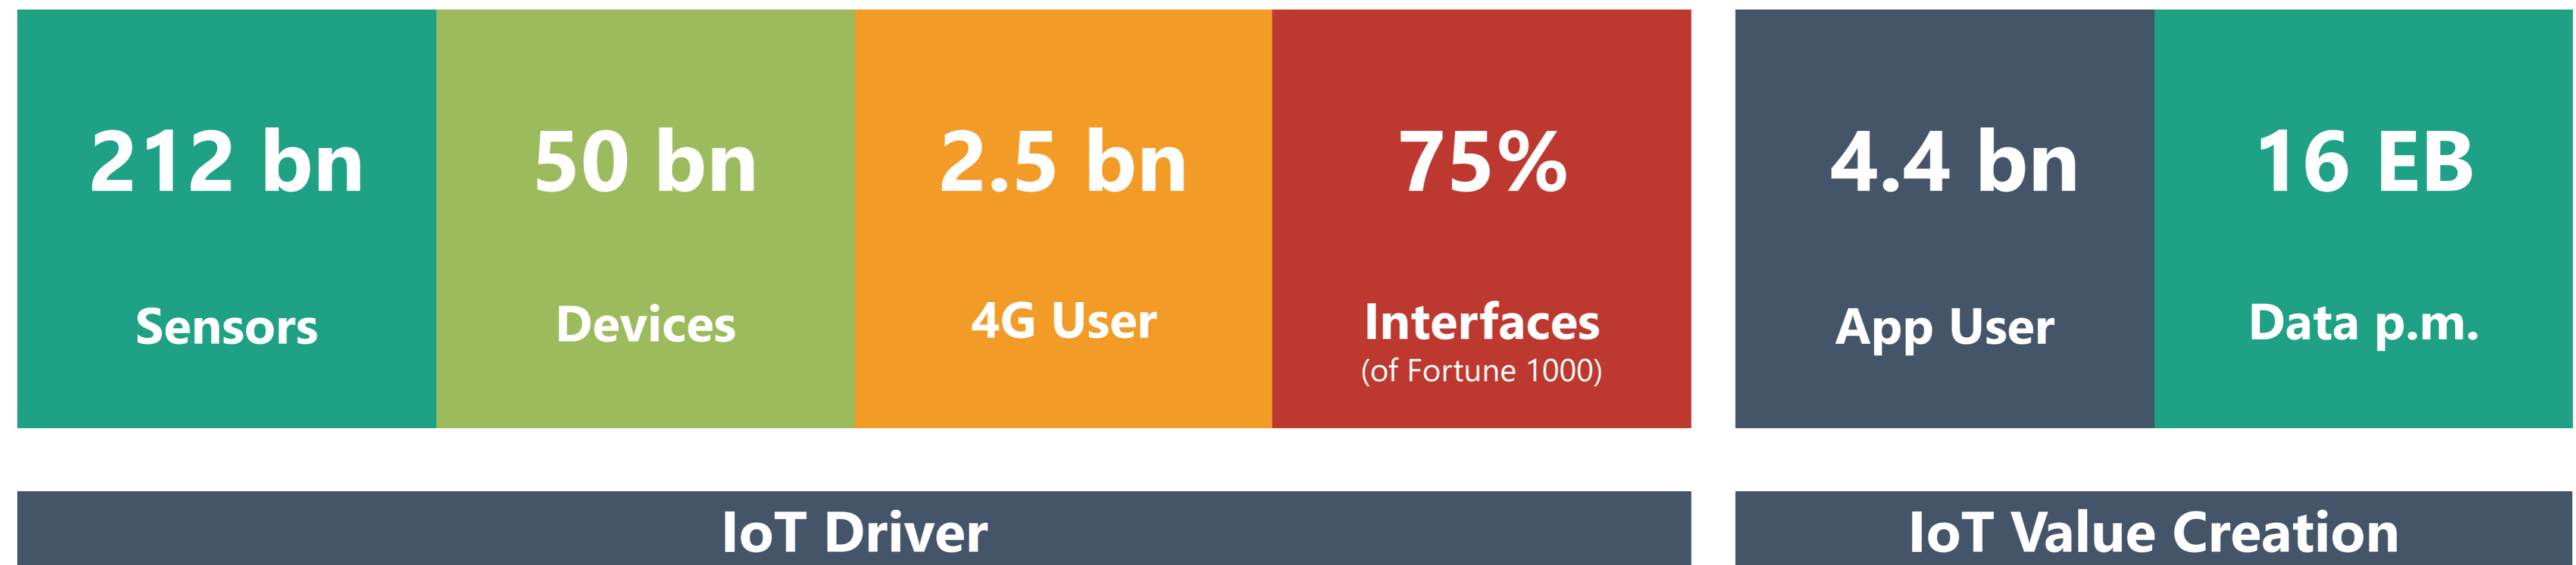 212 bn
Sensors
50 bn
Devices
2.5 bn
4G User
75%
Interfaces
(of Fortune 1000)
IoT Driver
4.4 bn
App User
16 EB
Data p.m.
IoT Value Creation